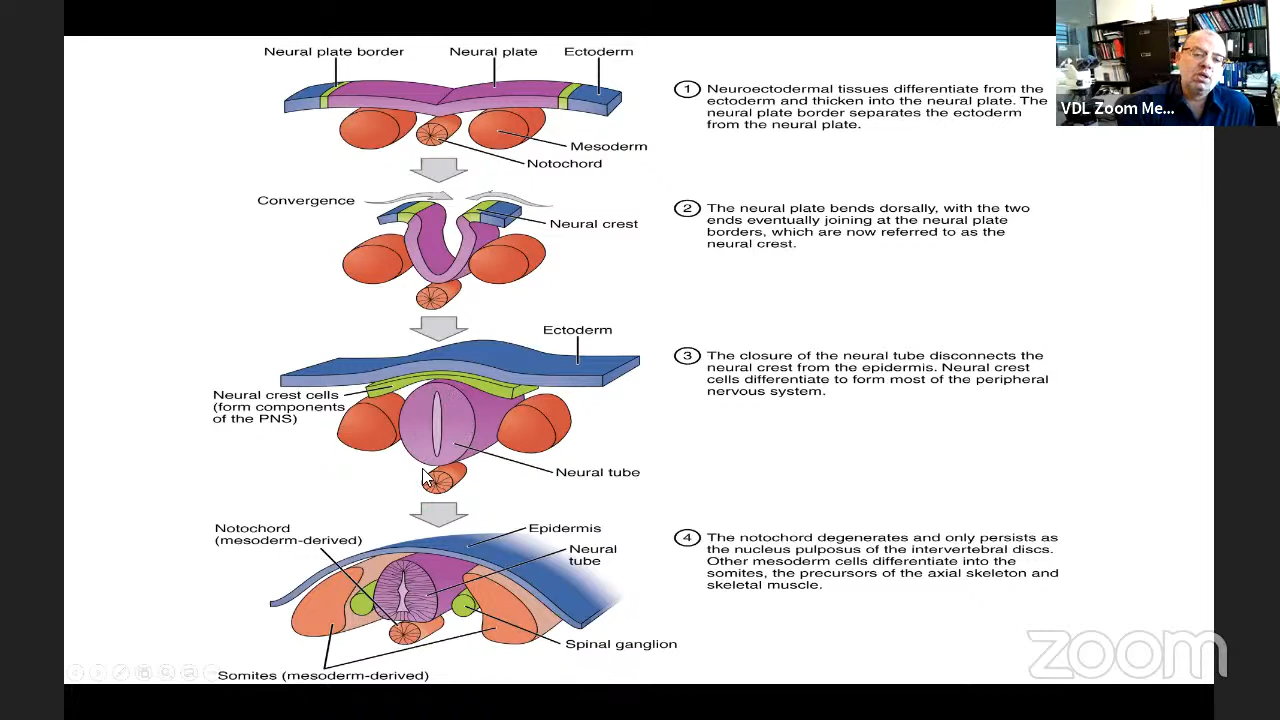 Neural plate border
Neural plate
Ectoderm
Mesoderm
Notochord
1
Neuroectodermal tissues differentiate from the
ectoderm and thicken into the neural plate. The
neural plate border separates the ectoderm
from the neural plate.
VDL Zoom Me...
Convergence
Neural crest
2
The neural plate bends dorsally, with the two
ends eventually joining at the neural plate
borders, which are now referred to as the
neural crest.
Ectoderm
Neural crest cells
(form components
of the PNS)
Neural tube
3
The closure of the neural tube disconnects the
neural crest from the epidermis. Neural crest
cells differentiate to form most of the peripheral
nervous system.
Notochord
(mesoderm-derived)
Epidermis
Neural
tube
Spinal ganglion
Somites (mesoderm-derived)
4
The notochord degenerates and only persists as
the nucleus pulposus of the intervertebral discs.
Other mesoderm cells differentiate into the
somites, the precursors of the axial skeleton and
skeletal muscle.
zoom